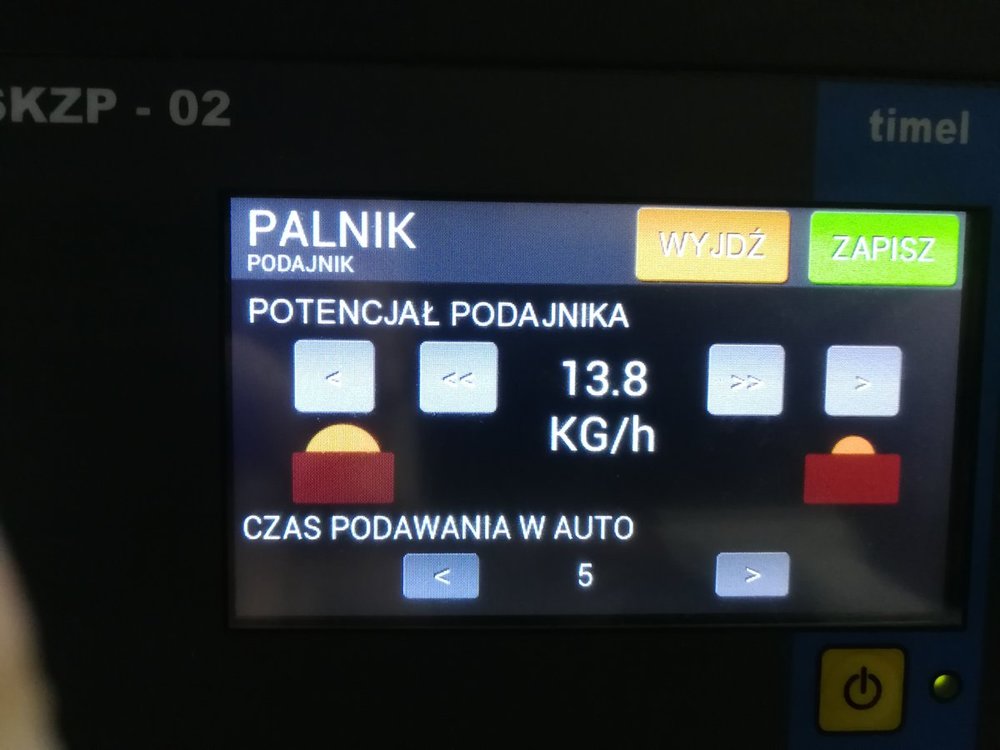 SKZP - 02
timel
PALNIK
PODAJNIK
WYJDŹ
ZAPISZ
POTENCJAŁ PODAJNIKA
< << 13.8 >> >
KG/h
CZAS PODAWANIA W AUTO
< 5 >